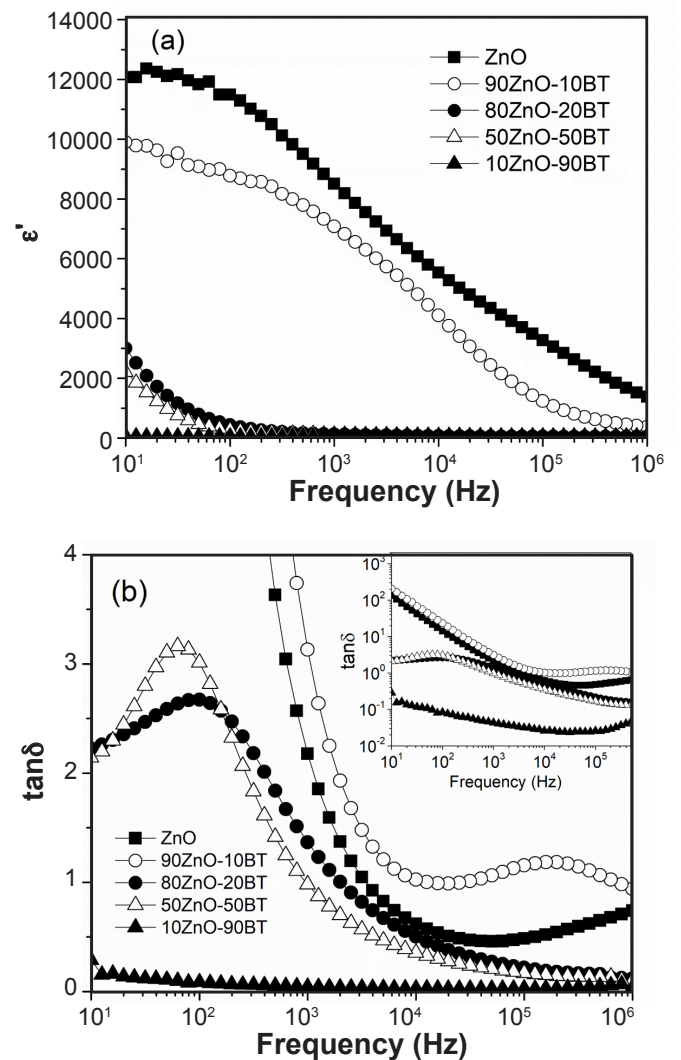 (a)
14000
12000
10000
8000
6000
4000
2000
0
ε'
ZnO
90ZnO-10BT
80ZnO-20BT
50ZnO-50BT
10ZnO-90BT
10¹ 10² 10³ 10⁴ 10⁵ 10⁶
Frequency (Hz)
(b)
4
3
2
1
0
tanδ
ZnO
90ZnO-10BT
80ZnO-20BT
50ZnO-50BT
10ZnO-90BT
10³
10²
10¹
10⁰
10⁻¹
10⁻²
tanδ
10¹ 10² 10³ 10⁴ 10⁵
Frequency (Hz)
10¹ 10² 10³ 10⁴ 10⁵ 10⁶
Frequency (Hz)